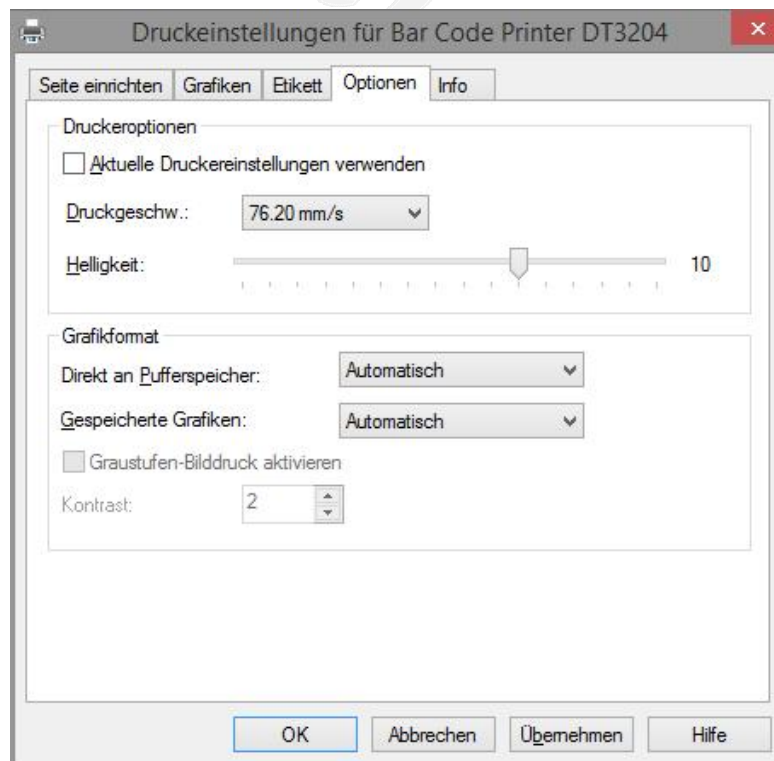 Druckeinstellungen für Bar Code Printer DT3204
Seite einrichten Grafiken Etikett Optionen Info
Druckeroptionen
Aktuelle Druckereinstellungen verwenden
Druckgeschw.: 76.20 mm/s
Helligkeit: 10
Grafikformat
Direkt an Pufferspeicher: Automatisch
Gespeicherte Grafiken: Automatisch
Graustufen-Bilddruck aktivieren
Kontrast: 2
OK Abbrechen Übernehmen Hilfe